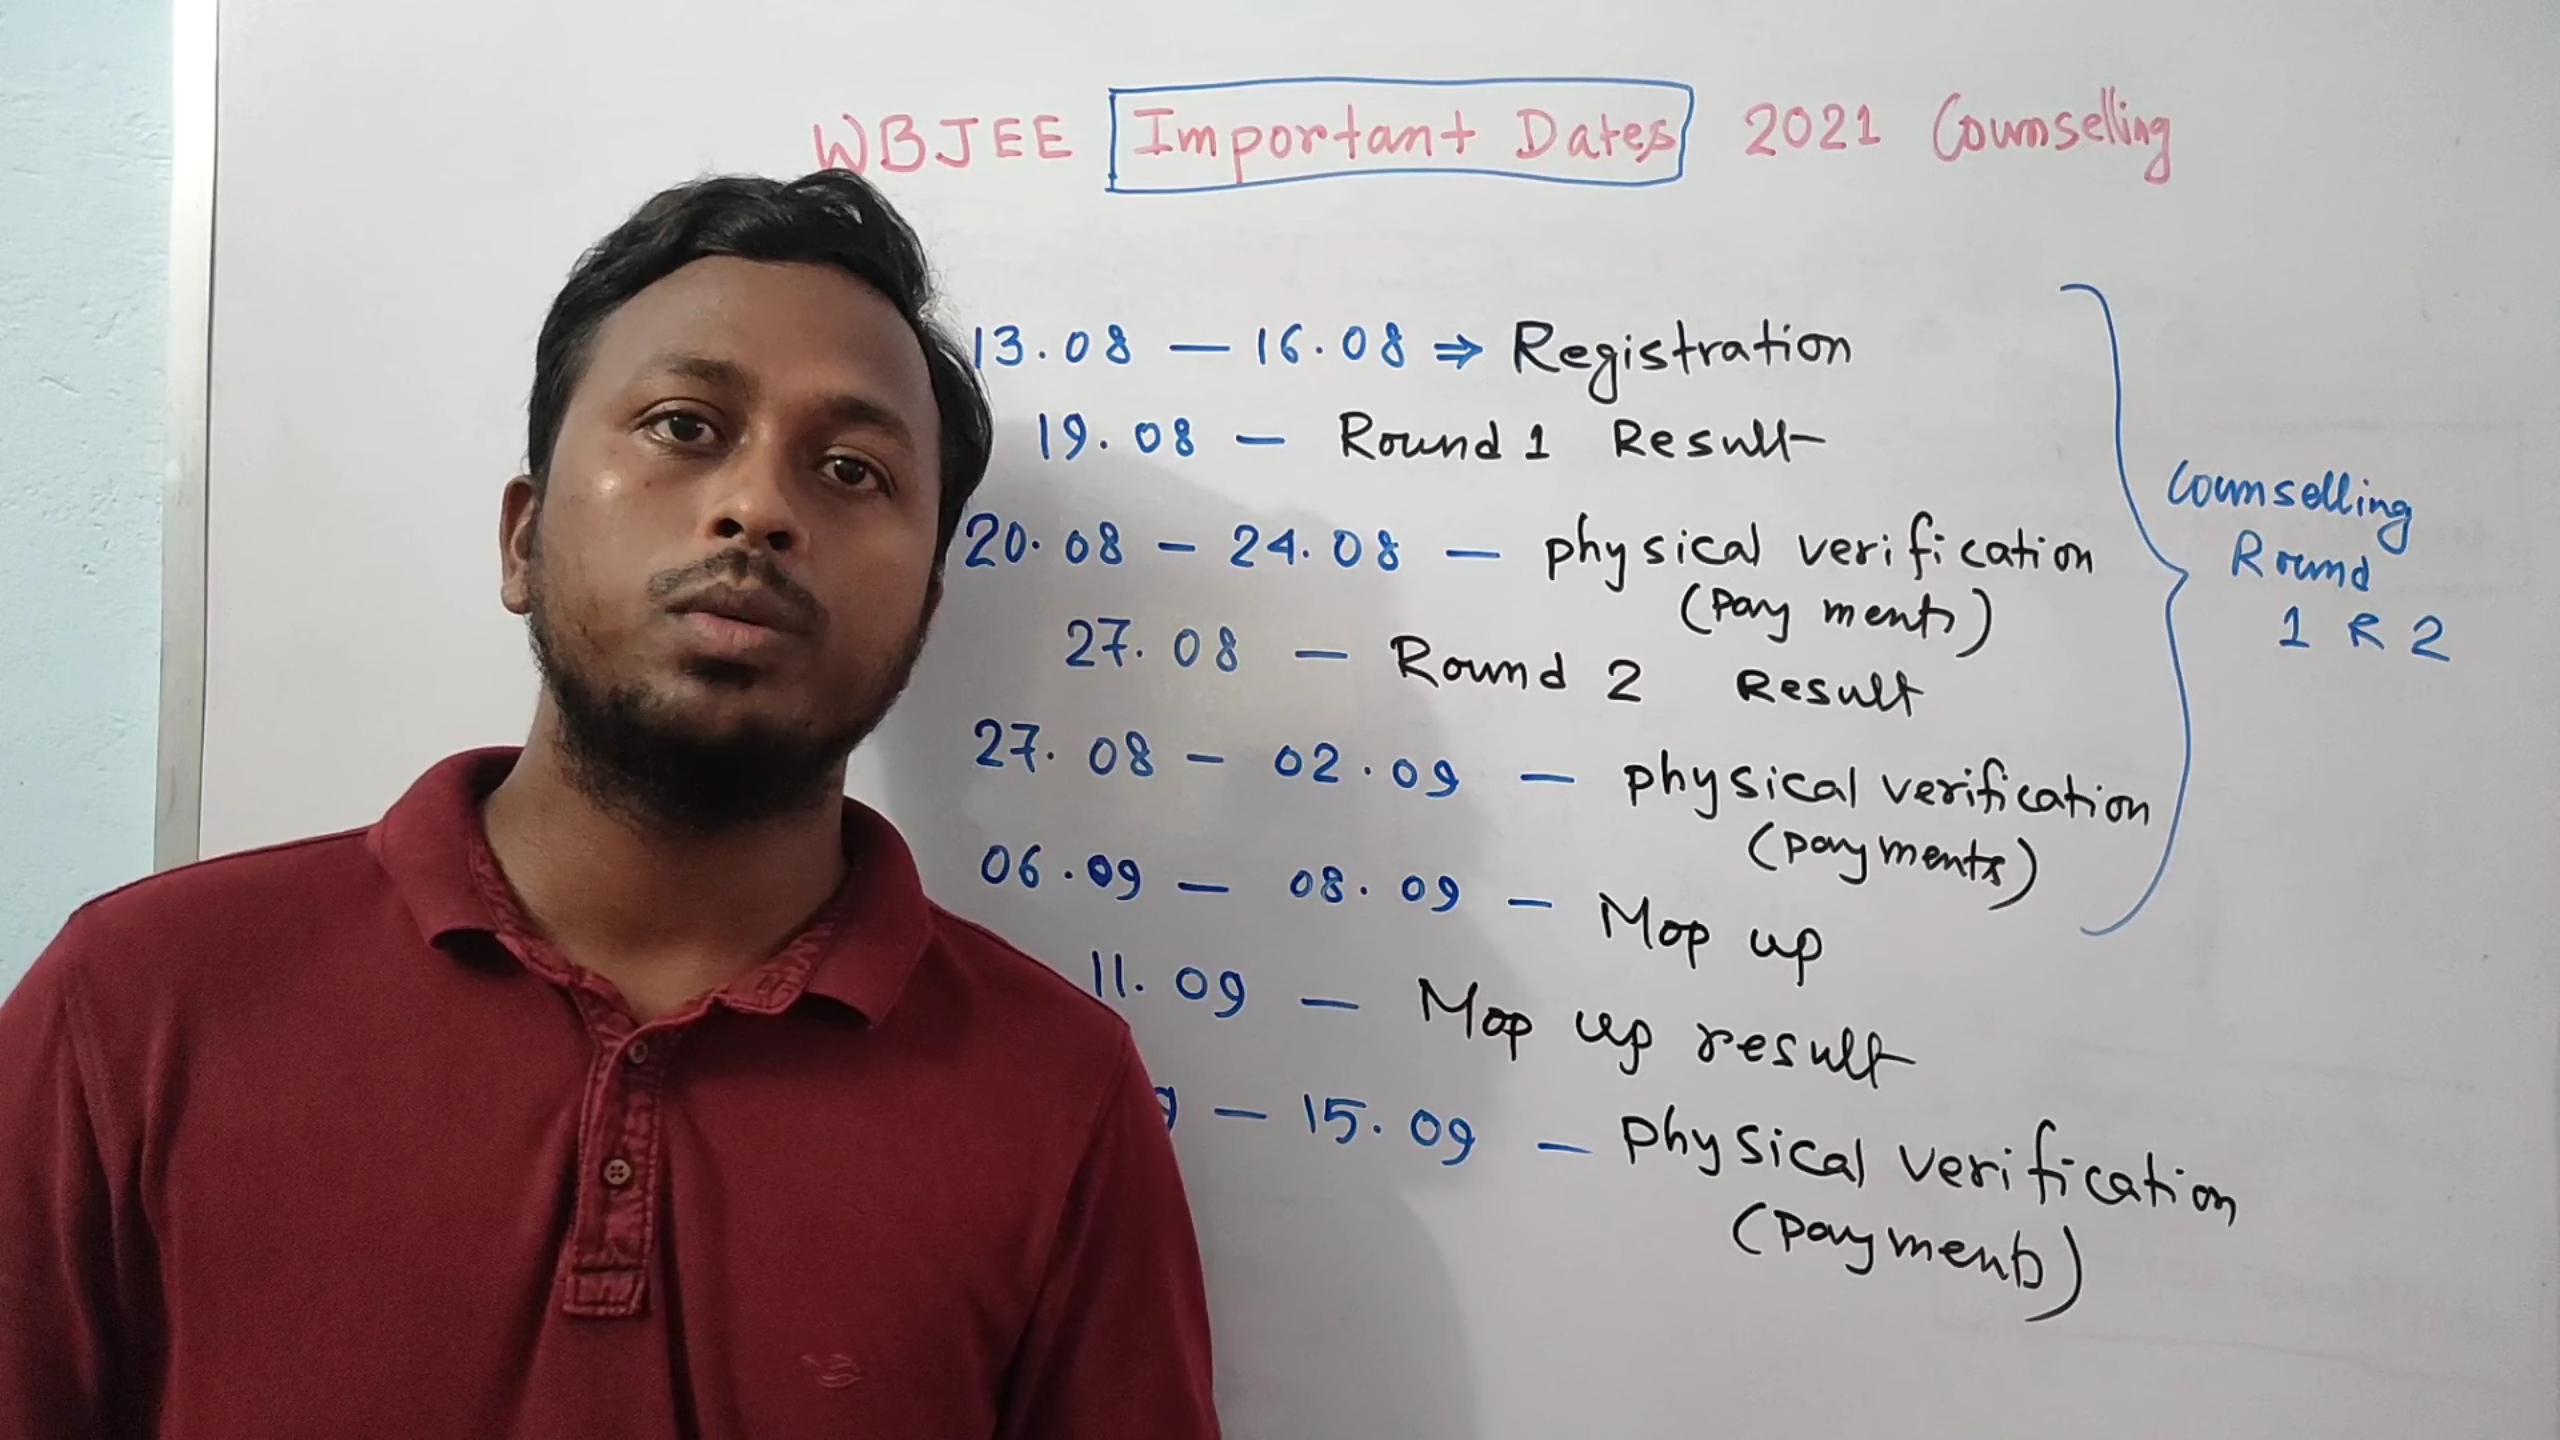 WBJEE Important Dates 2021 Counselling
13.08 — 16.08 ⇒ Registration
19.08 — Round 1 Result
20.08 — 24.08 — physical verification
(payments)
27.08 — Round 2 Result
27.08 — 02.09 — physical verification
(payments)
06.09 — 08.09 — Mop up
11.09 — Mop up result
— 15.09 — physical verification
(payments)
Counselling
Round
1 & 2